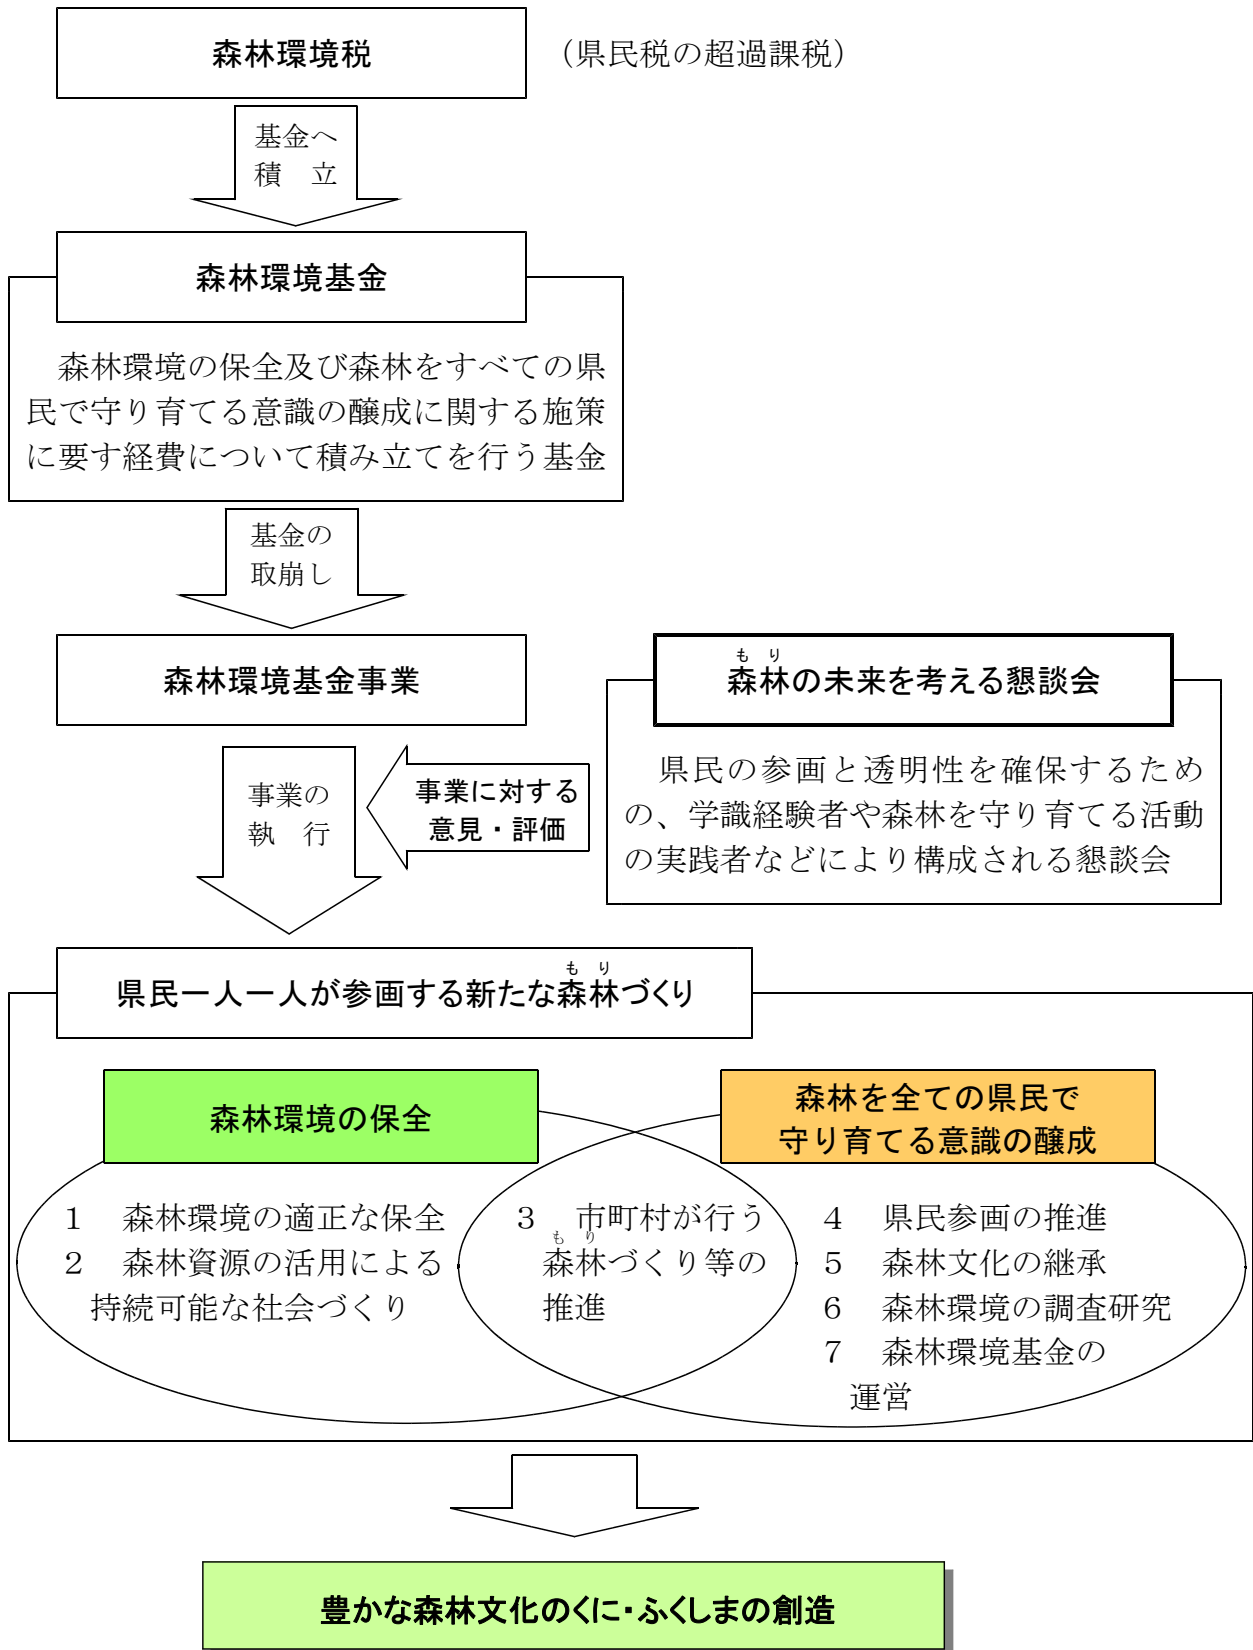 森林環境税
（県民税の超過課税）
基金へ
積　立
森林環境基金
森林環境の保全及び森林をすべての県
民で守り育てる意識の醸成に関する施策
に要す経費について積み立てを行う基金
基金の
取崩し
森林環境基金事業
もり
森林の未来を考える懇談会
県民の参画と透明性を確保するため
の、学識経験者や森林を守り育てる活動
の実践者などにより構成される懇談会
事業の
執　行
事業に対する
意見・評価
もり
県民一人一人が参画する新たな森林づくり
森林環境の保全
森林を全ての県民で
守り育てる意識の醸成
１　森林環境の適正な保全
２　森林資源の活用による
持続可能な社会づくり
３　市町村が行う
もり
森林づくり等の
推進
４　県民参画の推進
５　森林文化の継承
６　森林環境の調査研究
７　森林環境基金の
運営
豊かな森林文化のくに・ふくしまの創造